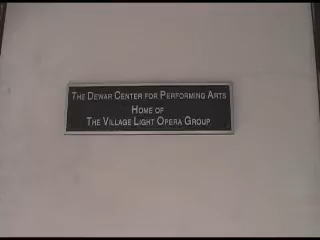 The Dewar Center for Performing Arts
Home of
The Village Light Opera Group